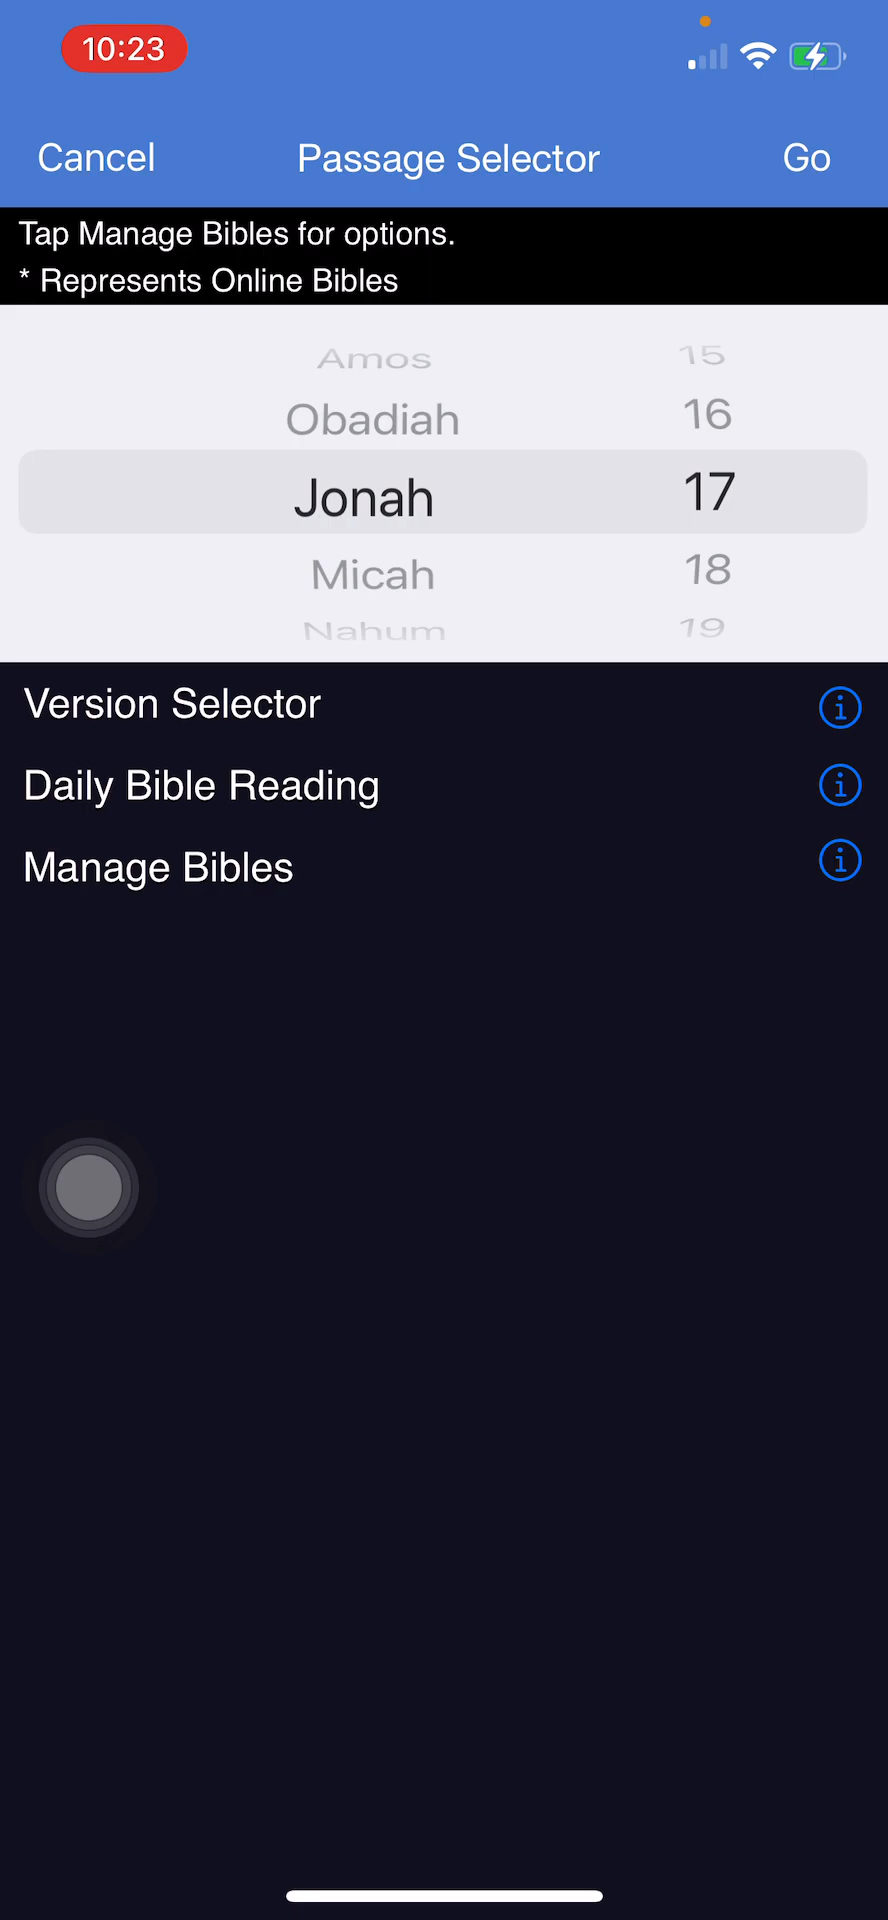 10:23
Cancel Passage Selector Go
Tap Manage Bibles for options.
* Represents Online Bibles
Amos 15
Obadiah 16
Jonah 17
Micah 18
Nahum 19
Version Selector
Daily Bible Reading
Manage Bibles